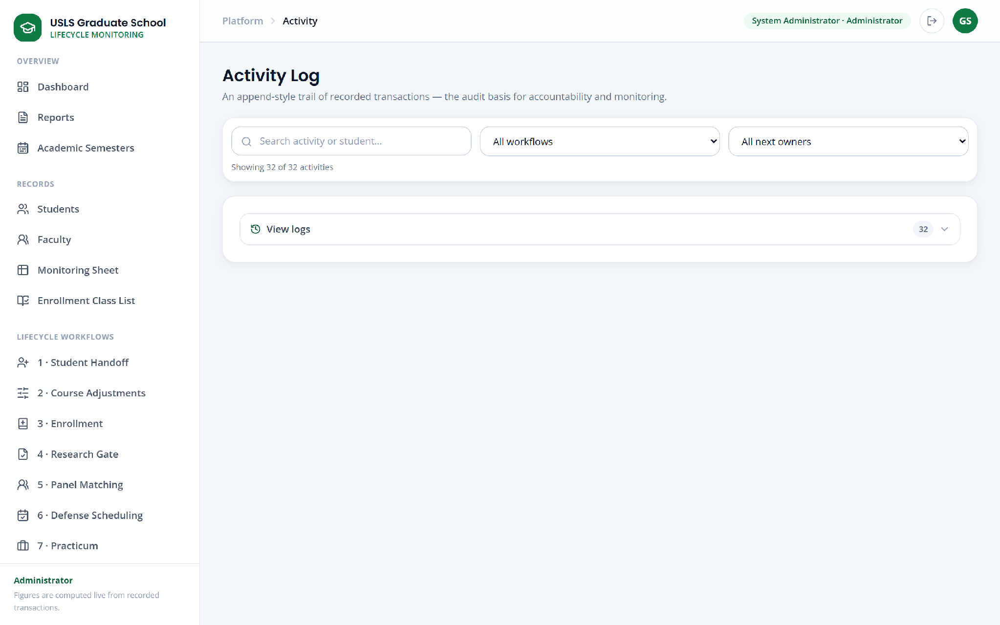 USLS Graduate School
LIFECYCLE MONITORING
OVERVIEW
Dashboard
Reports
Academic Semesters
RECORDS
Students
Faculty
Monitoring Sheet
Enrollment Class List
LIFECYCLE WORKFLOWS
1 · Student Handoff
2 · Course Adjustments
3 · Enrollment
4 · Research Gate
5 · Panel Matching
6 · Defense Scheduling
7 · Practicum
Administrator
Figures are computed live from recorded
transactions.
Platform > Activity
System Administrator · Administrator
GS
Activity Log
An append-style trail of recorded transactions — the audit basis for accountability and monitoring.
Search activity or student...
All workflows
All next owners
Showing 32 of 32 activities
View logs
32